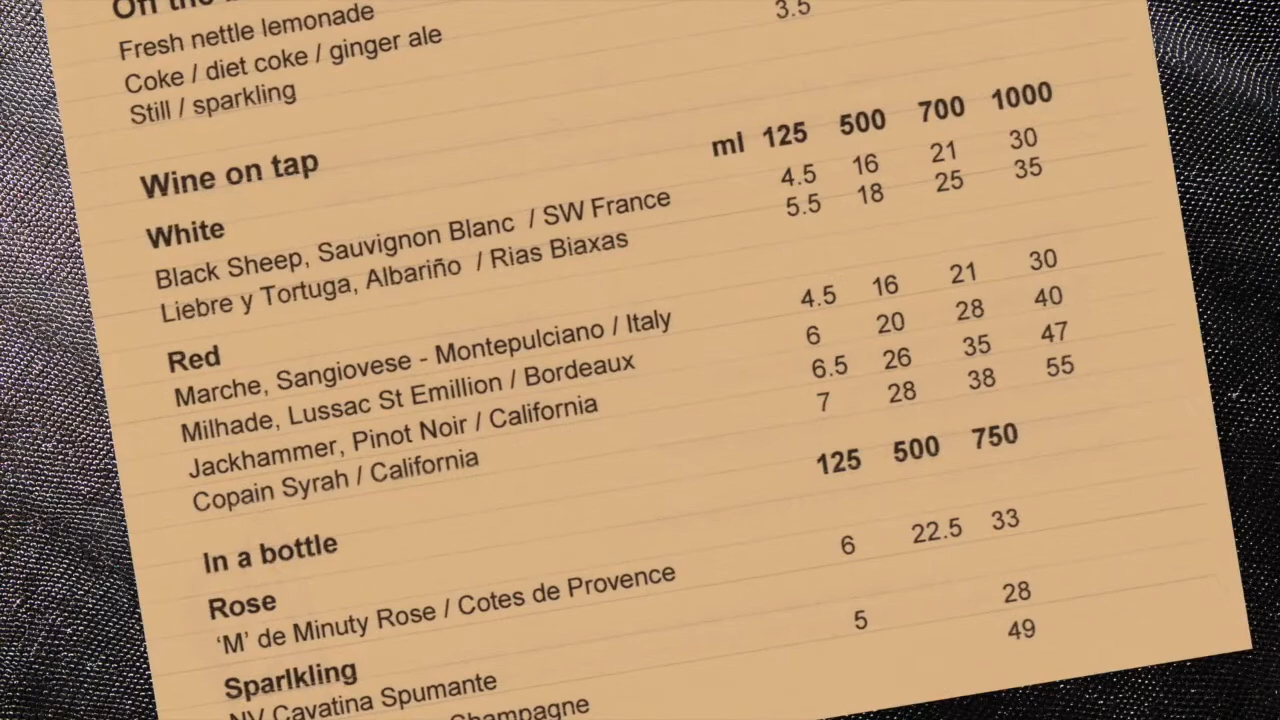 Fresh nettle lemonade
Coke / diet coke / ginger ale
Still / sparkling 3.5
Wine on tap ml 125 500 700 1000
White
Black Sheep, Sauvignon Blanc / SW France 4.5 16 21 30
Liebre y Tortuga, Albariño / Rias Biaxas 5.5 18 25 35
Red
Marche, Sangiovese - Montepulciano / Italy 4.5 16 21 30
Milhade, Lussac St Emillion / Bordeaux 6 20 28 40
Jackhammer, Pinot Noir / California 6.5 26 35 47
Copain Syrah / California 7 28 38 55
In a bottle 125 500 750
Rose
‘M’ de Minuty Rose / Cotes de Provence 6 22.5 33
Sparlkling
NV Cavatina Spumante 5 28
Champagne 49